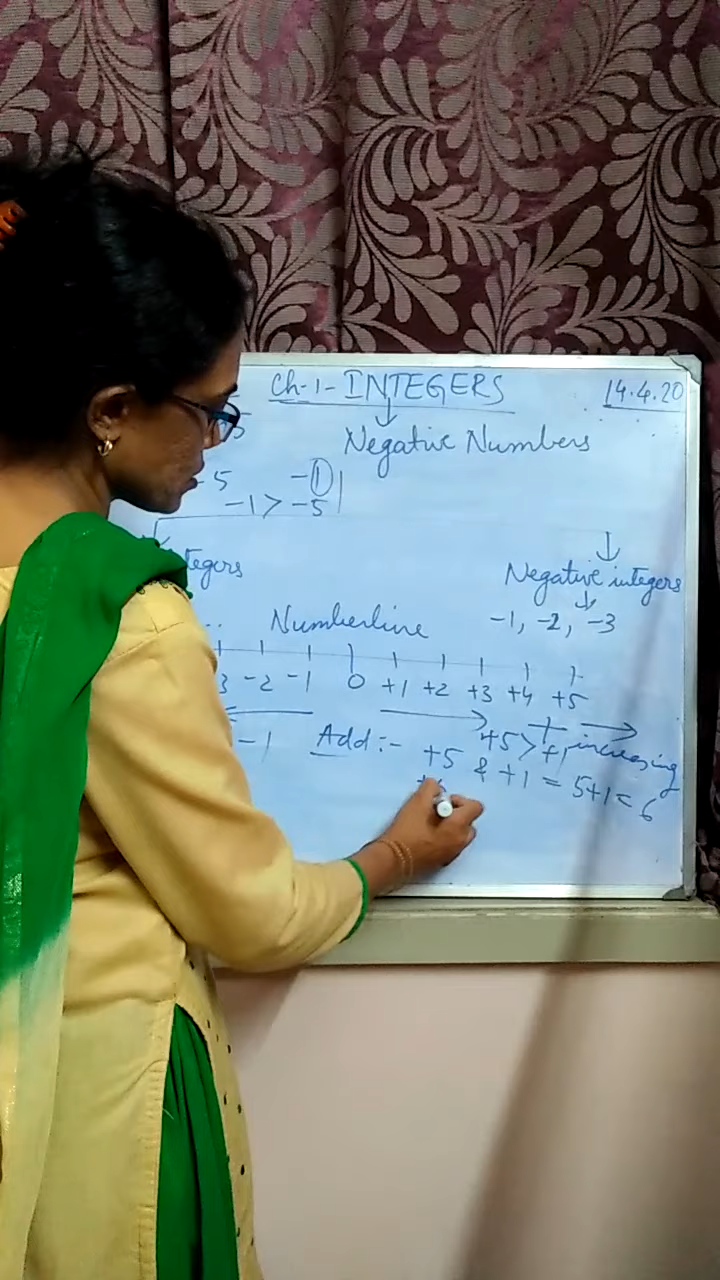 Ch-1- INTEGERS 14.4.20
Negative Numbers
5
-5 -1
-1 > -5
tegers
Negative integers
-1, -2, -3
Numberline
3 -2 -1 0 +1 +2 +3 +4 +5
-1 Add :- +5 & +1 = 5+1 = 6
+5 > +1 increasing